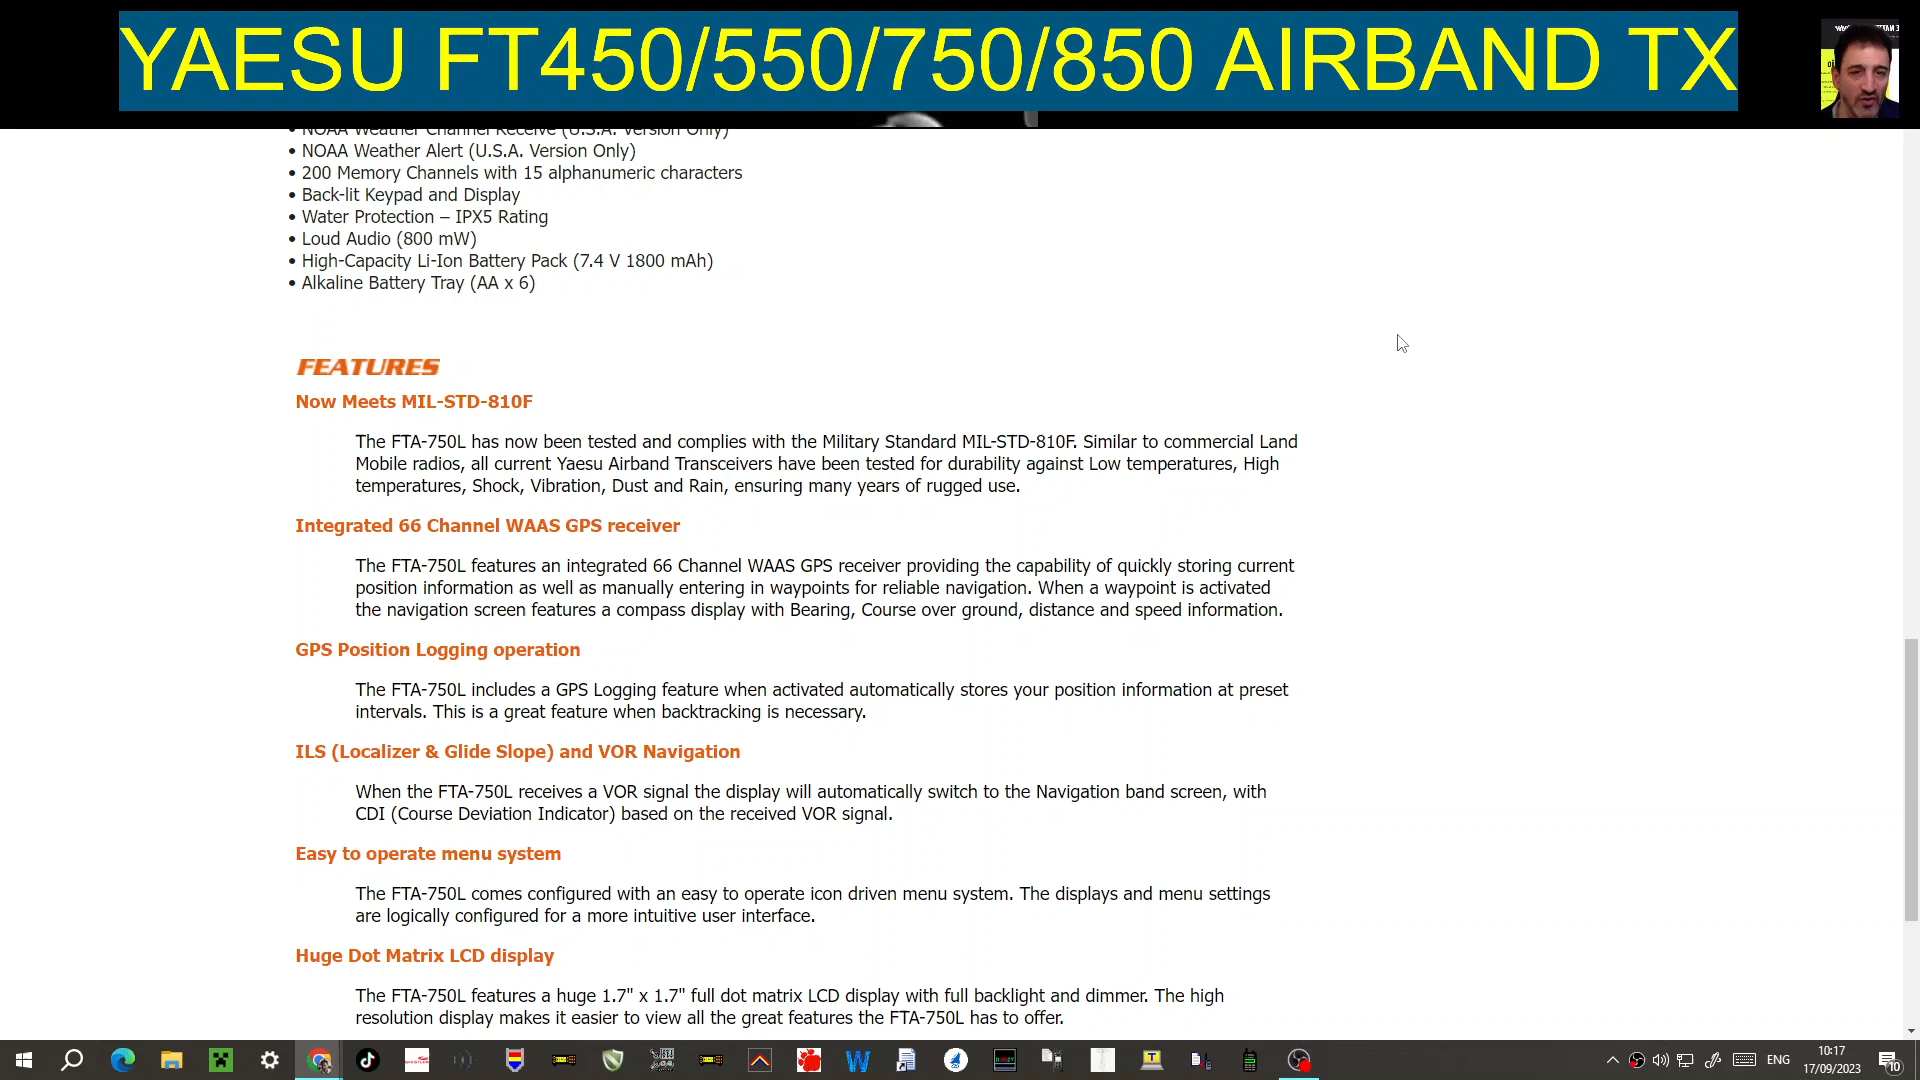 YAESU FT450/550/750/850 AIRBAND TX
• NOAA Weather Channel Receive (U.S.A. Version Only)
• NOAA Weather Alert (U.S.A. Version Only)
• 200 Memory Channels with 15 alphanumeric characters
• Back-lit Keypad and Display
• Water Protection – IPX5 Rating
• Loud Audio (800 mW)
• High-Capacity Li-Ion Battery Pack (7.4 V 1800 mAh)
• Alkaline Battery Tray (AA x 6)
FEATURES
Now Meets MIL-STD-810F
The FTA-750L has now been tested and complies with the Military Standard MIL-STD-810F. Similar to commercial Land
Mobile radios, all current Yaesu Airband Transceivers have been tested for durability against Low temperatures, High
temperatures, Shock, Vibration, Dust and Rain, ensuring many years of rugged use.
Integrated 66 Channel WAAS GPS receiver
The FTA-750L features an integrated 66 Channel WAAS GPS receiver providing the capability of quickly storing current
position information as well as manually entering in waypoints for reliable navigation. When a waypoint is activated
the navigation screen features a compass display with Bearing, Course over ground, distance and speed information.
GPS Position Logging operation
The FTA-750L includes a GPS Logging feature when activated automatically stores your position information at preset
intervals. This is a great feature when backtracking is necessary.
ILS (Localizer & Glide Slope) and VOR Navigation
When the FTA-750L receives a VOR signal the display will automatically switch to the Navigation band screen, with
CDI (Course Deviation Indicator) based on the received VOR signal.
Easy to operate menu system
The FTA-750L comes configured with an easy to operate icon driven menu system. The displays and menu settings
are logically configured for a more intuitive user interface.
Huge Dot Matrix LCD display
The FTA-750L features a huge 1.7" x 1.7" full dot matrix LCD display with full backlight and dimmer. The high
resolution display makes it easier to view all the great features the FTA-750L has to offer.
ENG
10:17
17/09/2023
10